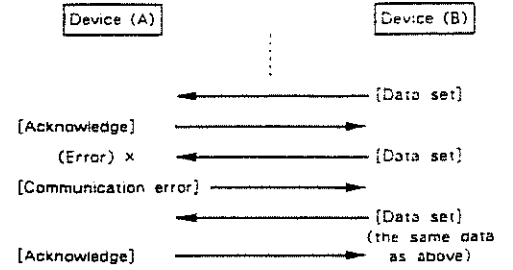 Device (A) Device (B)
[Data set]
[Acknowledge]
(Error) × [Data set]
[Communication error]
[Data set]
(the same data
[Acknowledge] as above)